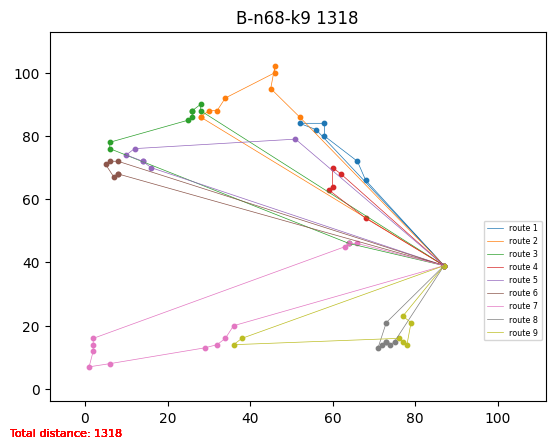 B-n68-k9 1318
100
80
60
40
20
0
route 1
route 2
route 3
route 4
route 5
route 6
route 7
route 8
route 9
0 20 40 60 80 100
Total distance: 1318